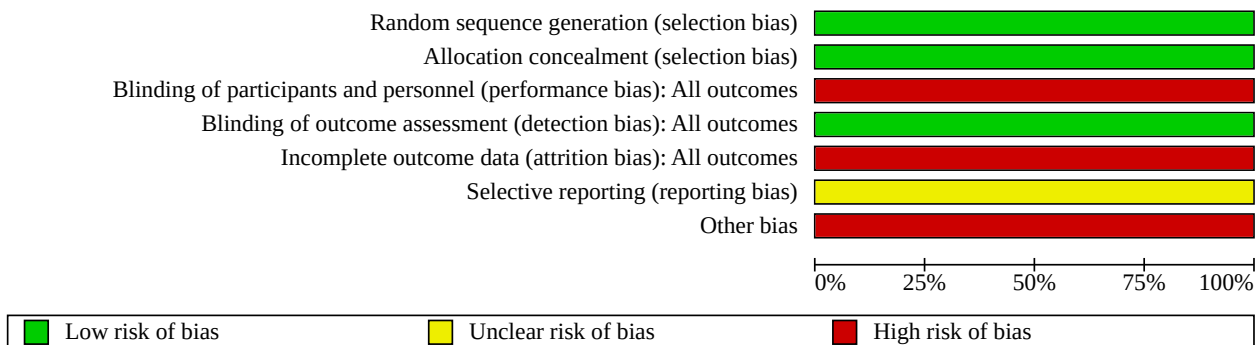 Random sequence generation (selection bias)
Allocation concealment (selection bias)
Blinding of participants and personnel (performance bias): All outcomes
Blinding of outcome assessment (detection bias): All outcomes
Incomplete outcome data (attrition bias): All outcomes
Selective reporting (reporting bias)
Other bias
0% 25% 50% 75% 100%
Low risk of bias Unclear risk of bias High risk of bias